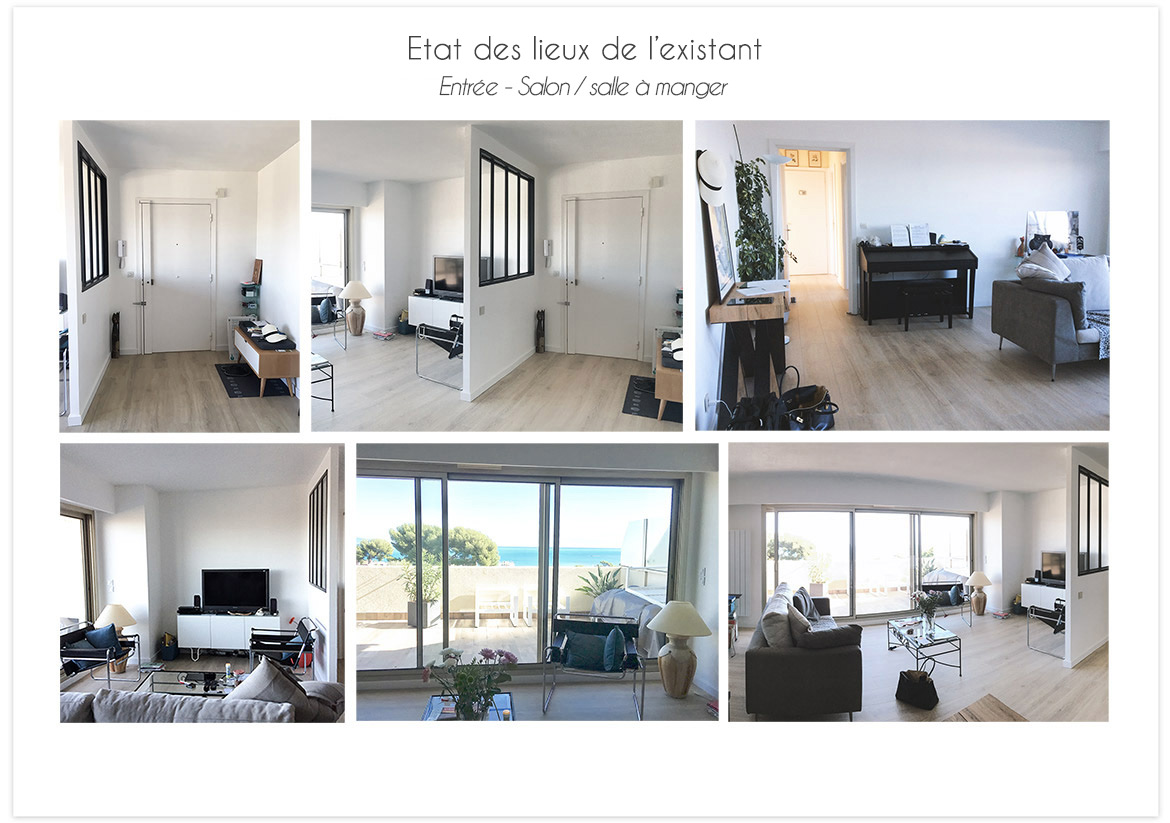 Etat des lieux de l'existant
Entrée - Salon / salle à manger